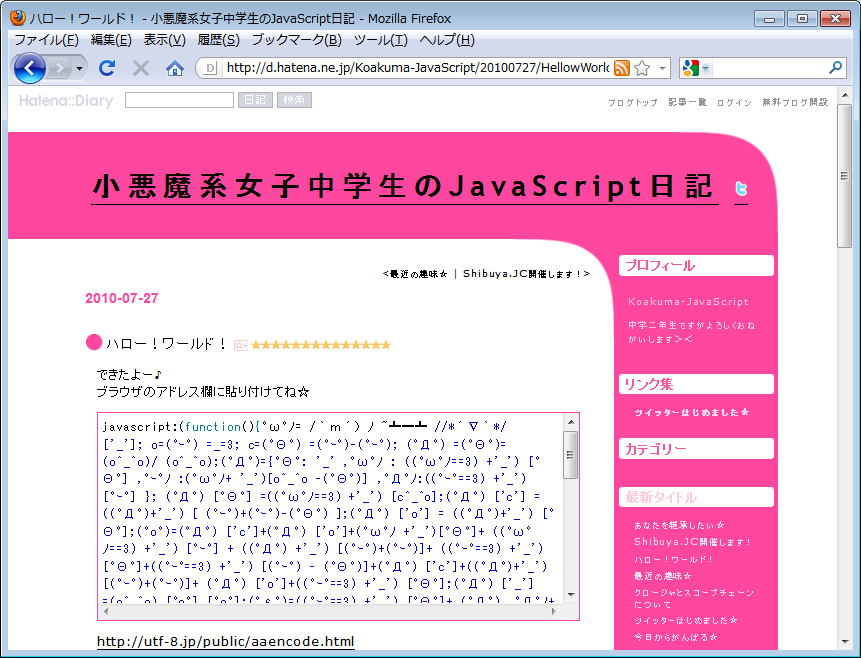 ハロー！ワールド！ - 小悪魔系女子中学生のJavaScript日記 - Mozilla Firefox
ファイル(F) 編集(E) 表示(V) 履歴(S) ブックマーク(B) ツール(T) ヘルプ(H)
D http://d.hatena.ne.jp/Koakuma-JavaScript/20100727/HellowWorld
Hatena::Diary 日記 検索 ブログトップ 記事一覧 ログイン 無料ブログ開設
小悪魔系女子中学生のJavaScript日記
<最近の趣味☆ | Shibuya.JC開催します！>
2010-07-27
ハロー！ワールド！ ☆+ ★★★★★★★★★★★★★★
できたよー♪
ブラウザのアドレス欄に貼り付けてね☆
javascript:(function(){ﾟωﾟﾉ= /｀ｍ´）ﾉ ~┻━┻ //*´∇｀*/
['_']; o=(ﾟｰﾟ) =_=3; c=(ﾟΘﾟ) =(ﾟｰﾟ)-(ﾟｰﾟ); (ﾟДﾟ) =(ﾟΘﾟ)=
(o^_^o)/ (o^_^o);(ﾟДﾟ)={ﾟΘﾟ: '_' ,ﾟωﾟﾉ : ((ﾟωﾟﾉ==3) +'_') [ﾟ
Θﾟ] ,ﾟｰﾟﾉ :(ﾟωﾟﾉ+ '_')[o^_^o -(ﾟΘﾟ)] ,ﾟДﾟﾉ:((ﾟｰﾟ==3) +'_')
[ﾟｰﾟ] }; (ﾟДﾟ) [ﾟΘﾟ] =((ﾟωﾟﾉ==3) +'_') [c^_^o];(ﾟДﾟ) ['c'] =
((ﾟДﾟ)+'_') [ (ﾟｰﾟ)+(ﾟｰﾟ)-(ﾟΘﾟ) ];(ﾟДﾟ) ['o'] = ((ﾟДﾟ)+'_') [ﾟ
Θﾟ];(ﾟoﾟ)=(ﾟДﾟ) ['c']+(ﾟДﾟ) ['o']+(ﾟωﾟﾉ +'_')[ﾟΘﾟ]+ ((ﾟω
ﾟﾉ==3) +'_') [ﾟｰﾟ] + ((ﾟДﾟ) +'_') [(ﾟｰﾟ)+(ﾟｰﾟ)]+ ((ﾟｰﾟ==3) +'_')
[ﾟΘﾟ]+((ﾟｰﾟ==3) +'_') [(ﾟｰﾟ) - (ﾟΘﾟ)]+(ﾟДﾟ) ['c']+((ﾟДﾟ)+'_')
[(ﾟｰﾟ)+(ﾟｰﾟ)]+ (ﾟДﾟ) ['o']+((ﾟｰﾟ==3) +'_') [ﾟΘﾟ];(ﾟДﾟ) ['_']
http://utf-8.jp/public/aaencode.html
プロフィール
Koakuma-JavaScript
中学二年生ですがよろしくおね
がいします＞＜
リンク集
ツイッターはじめました☆
カテゴリー
最新タイトル
あなたを継承したい☆
Shibuya.JC開催します！
ハロー！ワールド！
最近の趣味☆
クロージャとスコープチェーン
について
ツイッターはじめました☆
今日からがんばる☆